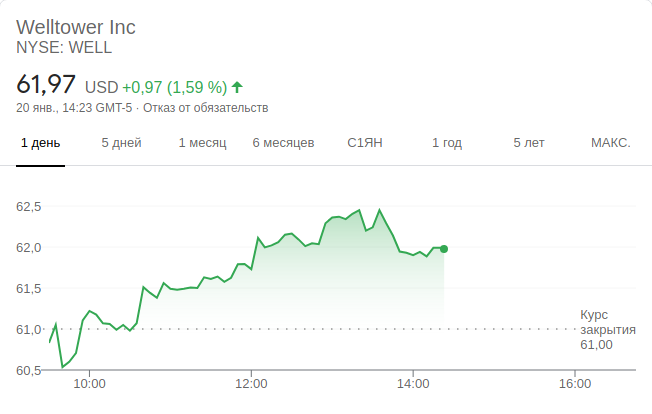 Welltower Inc
NYSE: WELL
61,97 USD +0,97 (1,59 %)
20 янв., 14:23 GMT-5 · Отказ от обязательств
1 день 5 дней 1 месяц 6 месяцев С1ЯН 1 год 5 лет МАКС.
62,5
62,0
61,5
61,0
60,5
Курс
закрытия
61,00
10:00 12:00 14:00 16:00